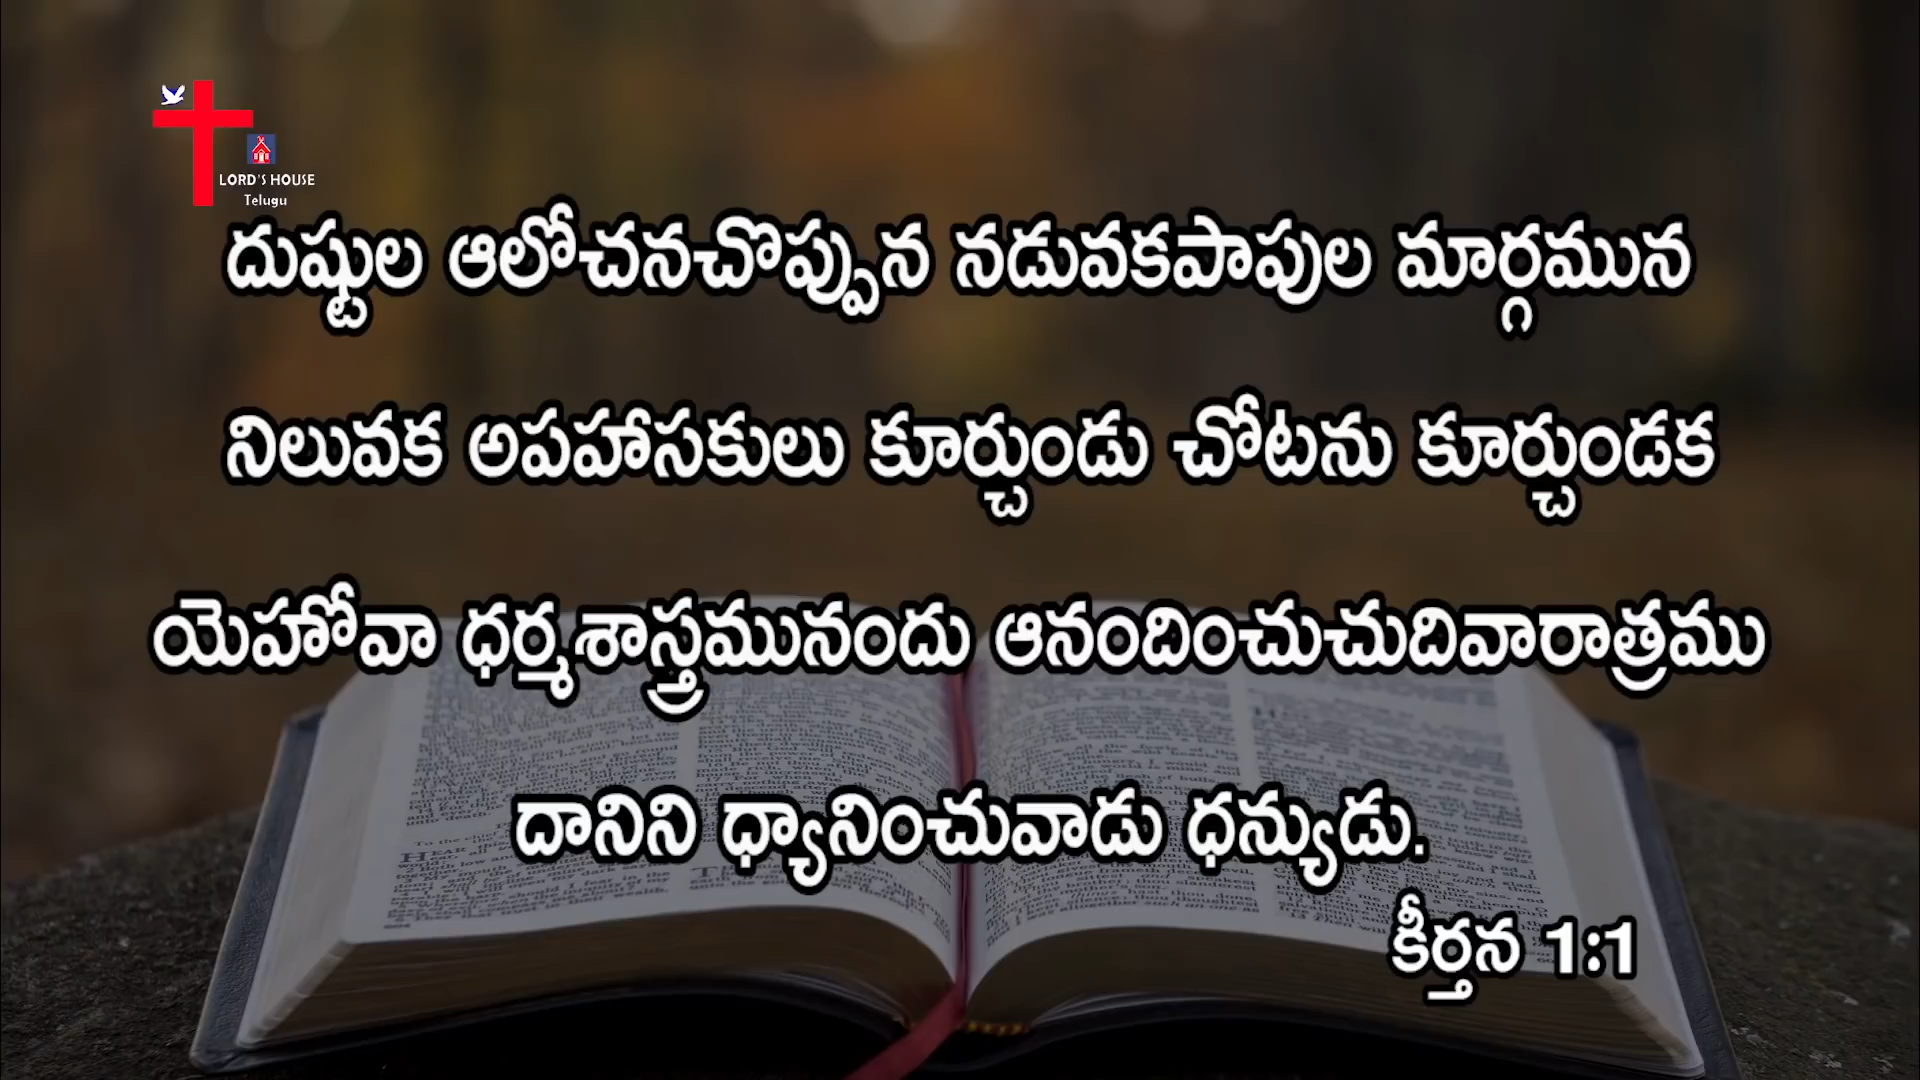 LORD'S HOUSE
Telugu
దుష్టుల ఆలోచనచొప్పున నడువకపాపుల మార్గమున
నిలువక అపహాసకులు కూర్చుండు చోటను కూర్చుండక
యెహోవా ధర్మశాస్త్రమునందు ఆనందించుచుదివారాత్రము
దానిని ధ్యానించువాడు ధన్యుడు.
కీర్తన 1:1